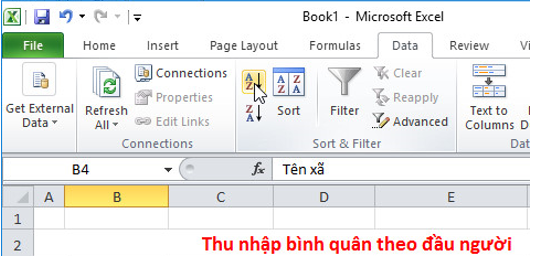 Book1 - Microsoft Excel
File Home Insert Page Layout Formulas Data Review
Connections
Properties
Edit Links
Get External Data
Refresh All
Connections
A Z
Z A
A Z Z A
Sort
Filter
Clear
Reapply
Advanced
Sort & Filter
Text to Columns
B4 fx Tên xã
A B C D E
1
2 Thu nhập bình quân theo đầu người